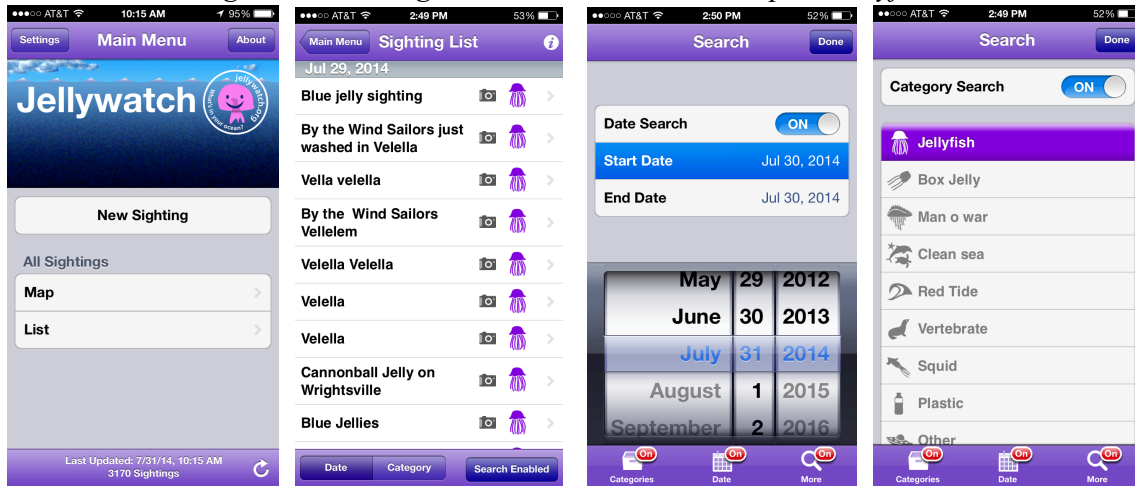 AT&T 10:15 AM 95%
Settings Main Menu About
Jellywatch
jellywatch.org
What's in your ocean?
New Sighting
All Sightings
Map
List
Last Updated: 7/31/14, 10:15 AM
3170 Sightings
AT&T 2:49 PM 53%
Main Menu Sighting List
Jul 29, 2014
Blue jelly sighting
By the Wind Sailors just
washed in Velella
Vella velella
By the Wind Sailors
Vellelem
Velella Velella
Velella
Velella
Cannonball Jelly on
Wrightsville
Blue Jellies
Date Category Search Enabled
AT&T 2:50 PM 52%
Search Done
Date Search ON
Start Date Jul 30, 2014
End Date Jul 30, 2014
May 29 2012
June 30 2013
July 31 2014
August 1 2015
September 2 2016
On On On
Categories Date More
AT&T 2:49 PM 52%
Search Done
Category Search ON
Jellyfish
Box Jelly
Man o war
Clean sea
Red Tide
Vertebrate
Squid
Plastic
Other
On On On
Categories Date More